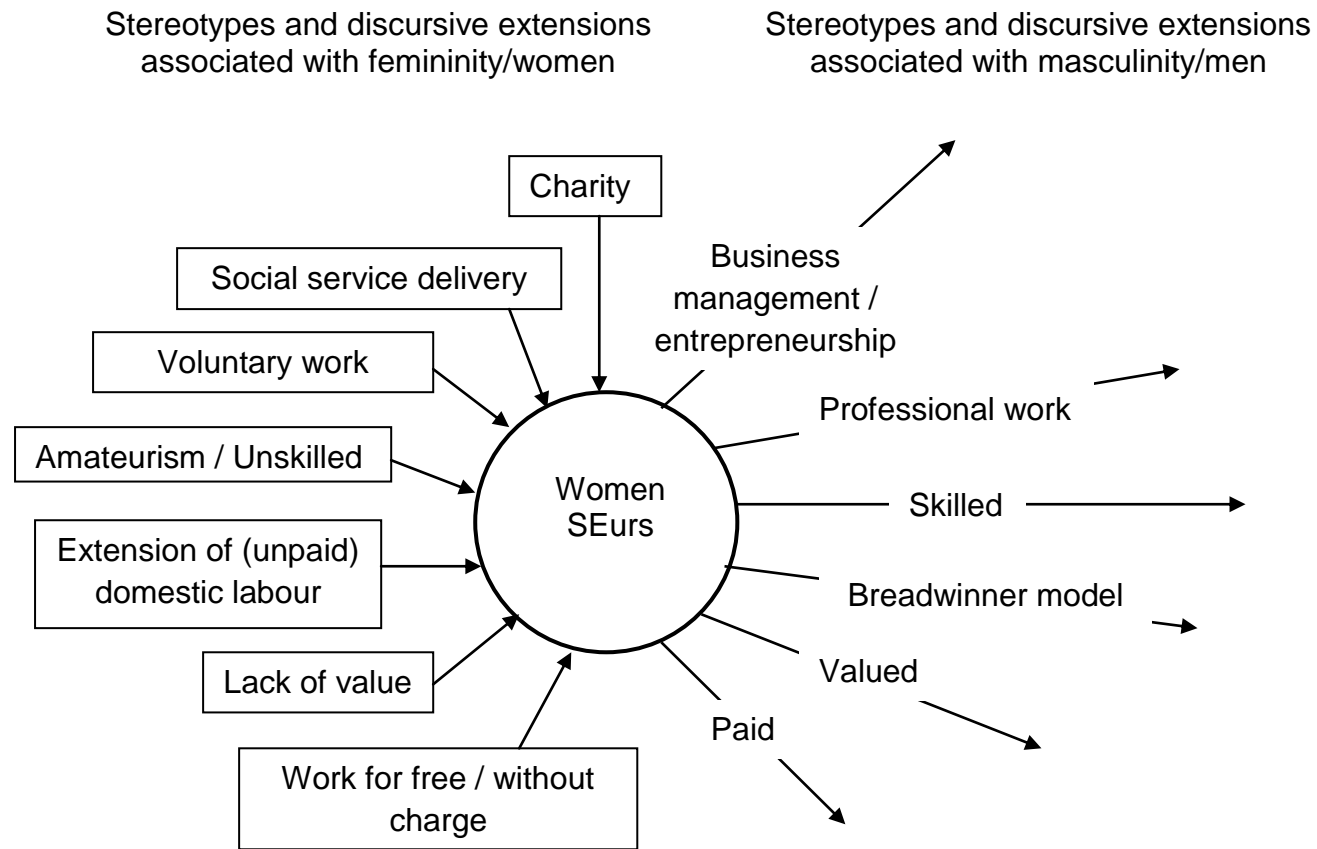 Stereotypes and discursive extensions
associated with femininity/women
Stereotypes and discursive extensions
associated with masculinity/men
Charity
Social service delivery
Voluntary work
Amateurism / Unskilled
Extension of (unpaid)
domestic labour
Lack of value
Work for free / without
charge
Women
SEurs
Business
management /
entrepreneurship
Professional work
Skilled
Breadwinner model
Valued
Paid